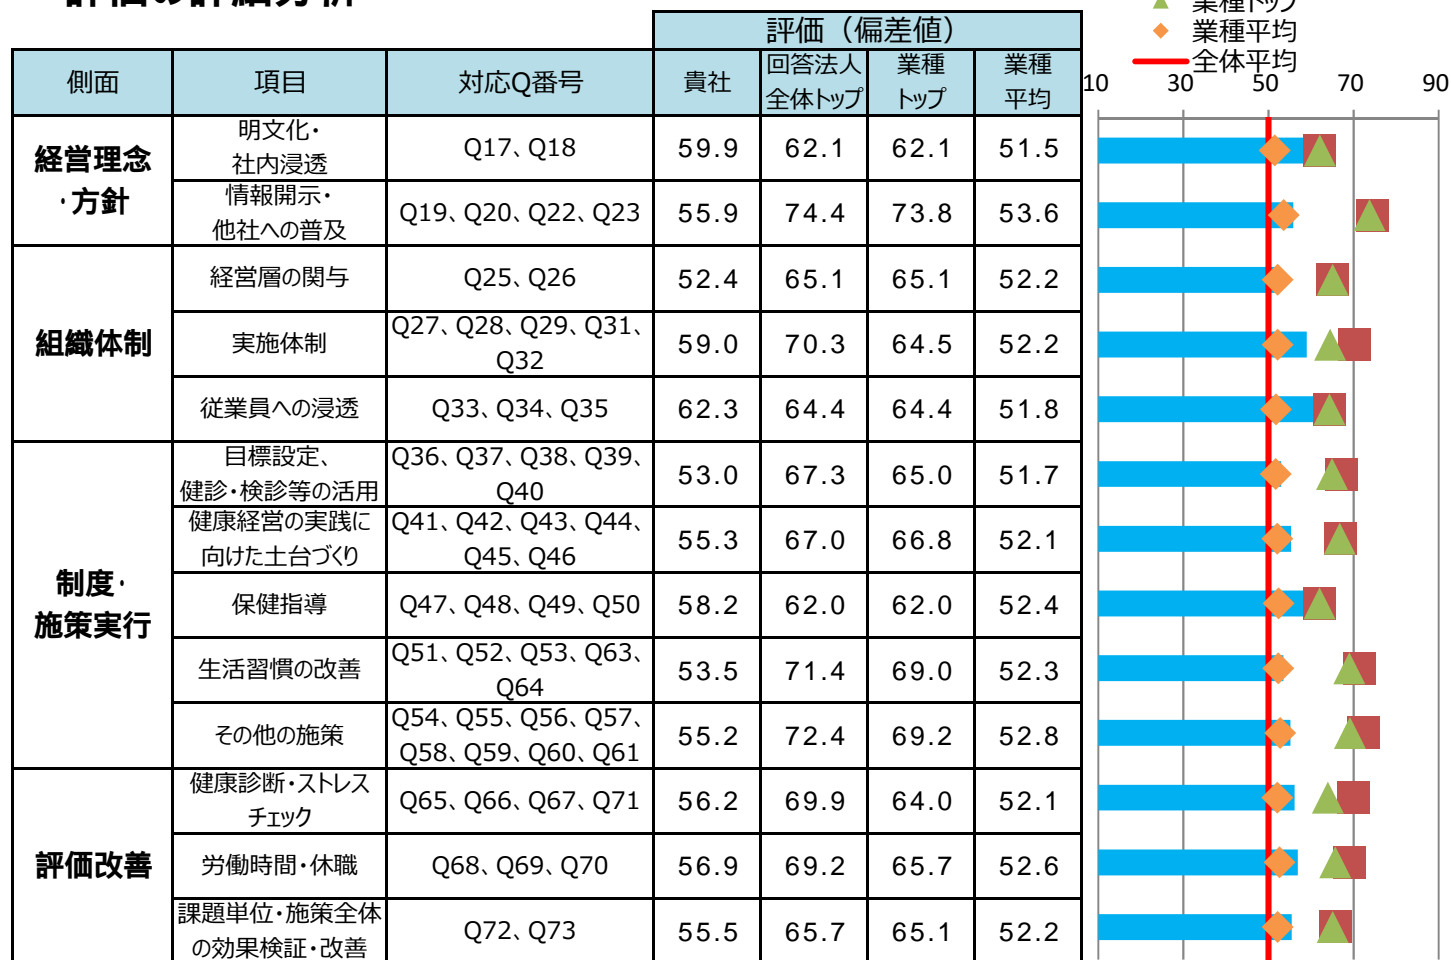 評価の詳細分析
業種トップ
業種平均
全体平均
評価（偏差値）
側面 項目 対応Q番号 貴社 回答法人 全体トップ 業種 トップ 業種 平均
10 30 50 70 90
経営理念
・方針
明文化・
社内浸透
Q17、Q18 59.9 62.1 62.1 51.5
情報開示・
他社への普及
Q19、Q20、Q22、Q23 55.9 74.4 73.8 53.6
組織体制
経営層の関与 Q25、Q26 52.4 65.1 65.1 52.2
実施体制
Q27、Q28、Q29、Q31、
Q32
59.0 70.3 64.5 52.2
従業員への浸透 Q33、Q34、Q35 62.3 64.4 64.4 51.8
制度・
施策実行
目標設定、
健診・検診等の活用
Q36、Q37、Q38、Q39、
Q40
53.0 67.3 65.0 51.7
健康経営の実践に
向けた土台づくり
Q41、Q42、Q43、Q44、
Q45、Q46
55.3 67.0 66.8 52.1
保健指導 Q47、Q48、Q49、Q50 58.2 62.0 62.0 52.4
生活習慣の改善
Q51、Q52、Q53、Q63、
Q64
53.5 71.4 69.0 52.3
その他の施策
Q54、Q55、Q56、Q57、
Q58、Q59、Q60、Q61
55.2 72.4 69.2 52.8
評価改善
健康診断・ストレス
チェック
Q65、Q66、Q67、Q71 56.2 69.9 64.0 52.1
労働時間・休職 Q68、Q69、Q70 56.9 69.2 65.7 52.6
課題単位・施策全体
の効果検証・改善
Q72、Q73 55.5 65.7 65.1 52.2